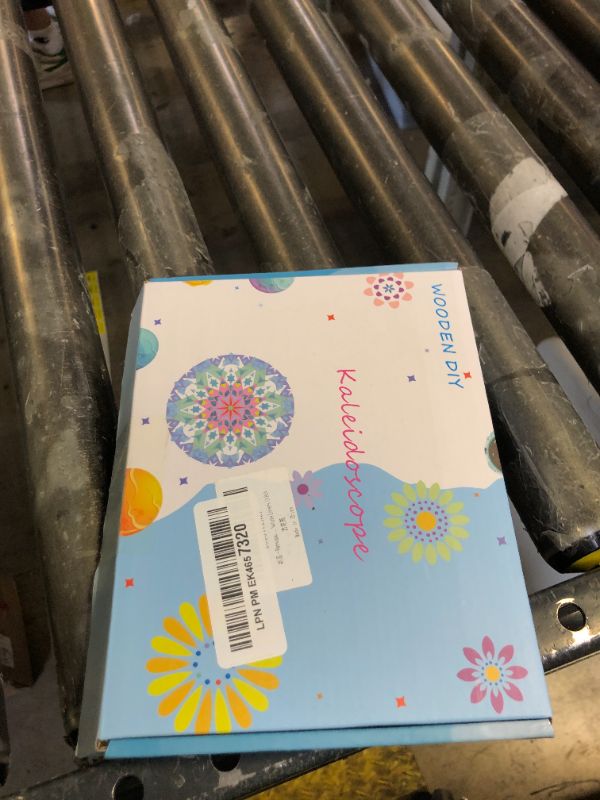 WOODEN DIY
Kaleidoscope
LPN PM EK4657320